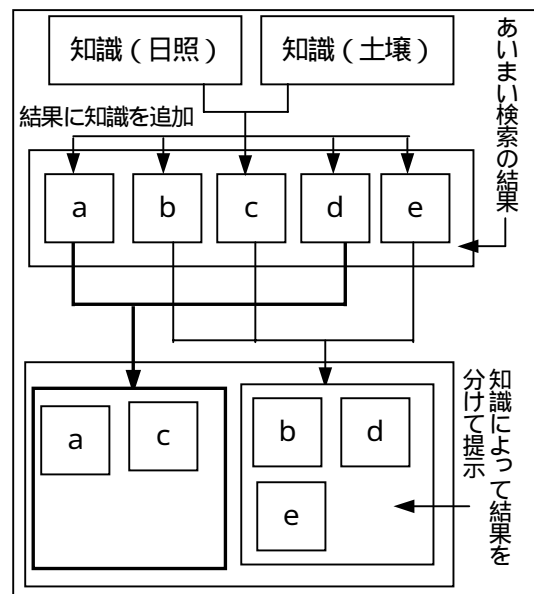 知識（日照）
知識（土壌）
結果に知識を追加
あいまい検索の結果
a
b
c
d
e
a
c
b
d
e
知識によって結果を
分けて提示